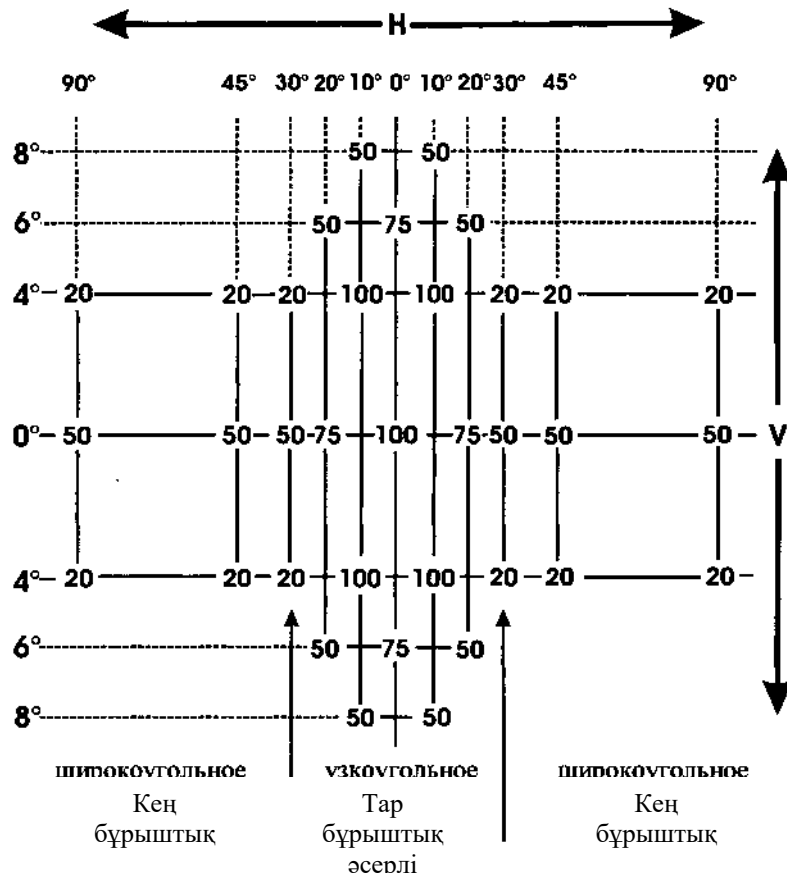 H
90° 45° 30° 20° 10° 0° 10° 20° 30° 45° 90°
8° 50 50
6° 50 75 50
4° 20 20 20 100 100 20 20 20
0° 50 50 50 75 100 75 50 50 50 V
4° 20 20 20 100 100 20 20 20
6° 50 75 50
8° 50 50
широкоугольное узкоугольное широкоугольное
Кең Тар Кең
бұрыштық бұрыштық бұрыштық
әсерлі